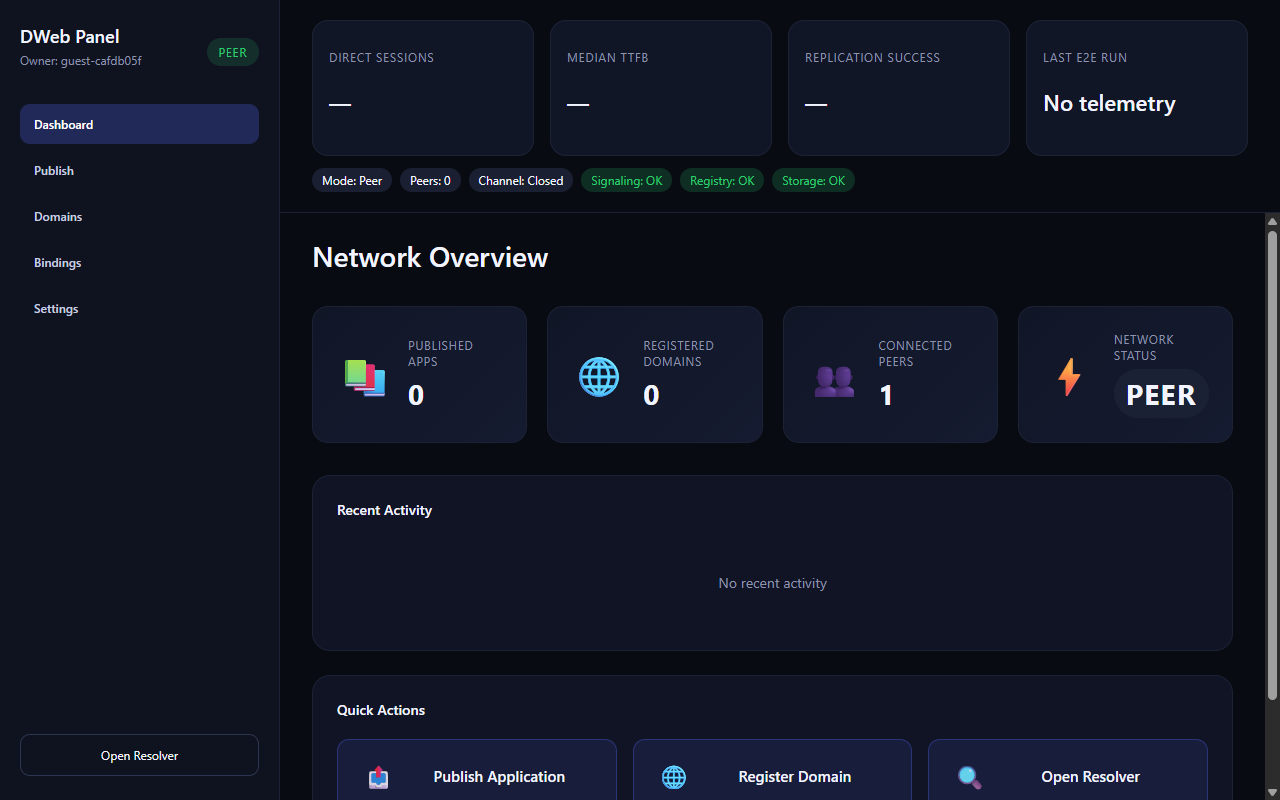 DWeb Panel
Owner: guest-cafdb05f
PEER
Dashboard
Publish
Domains
Bindings
Settings
Open Resolver
DIRECT SESSIONS
—
MEDIAN TTFB
—
REPLICATION SUCCESS
—
LAST E2E RUN
No telemetry
Mode: Peer
Peers: 0
Channel: Closed
Signaling: OK
Registry: OK
Storage: OK
Network Overview
PUBLISHED
APPS
0
REGISTERED
DOMAINS
0
CONNECTED
PEERS
1
NETWORK
STATUS
PEER
Recent Activity
No recent activity
Quick Actions
Publish Application
Register Domain
Open Resolver